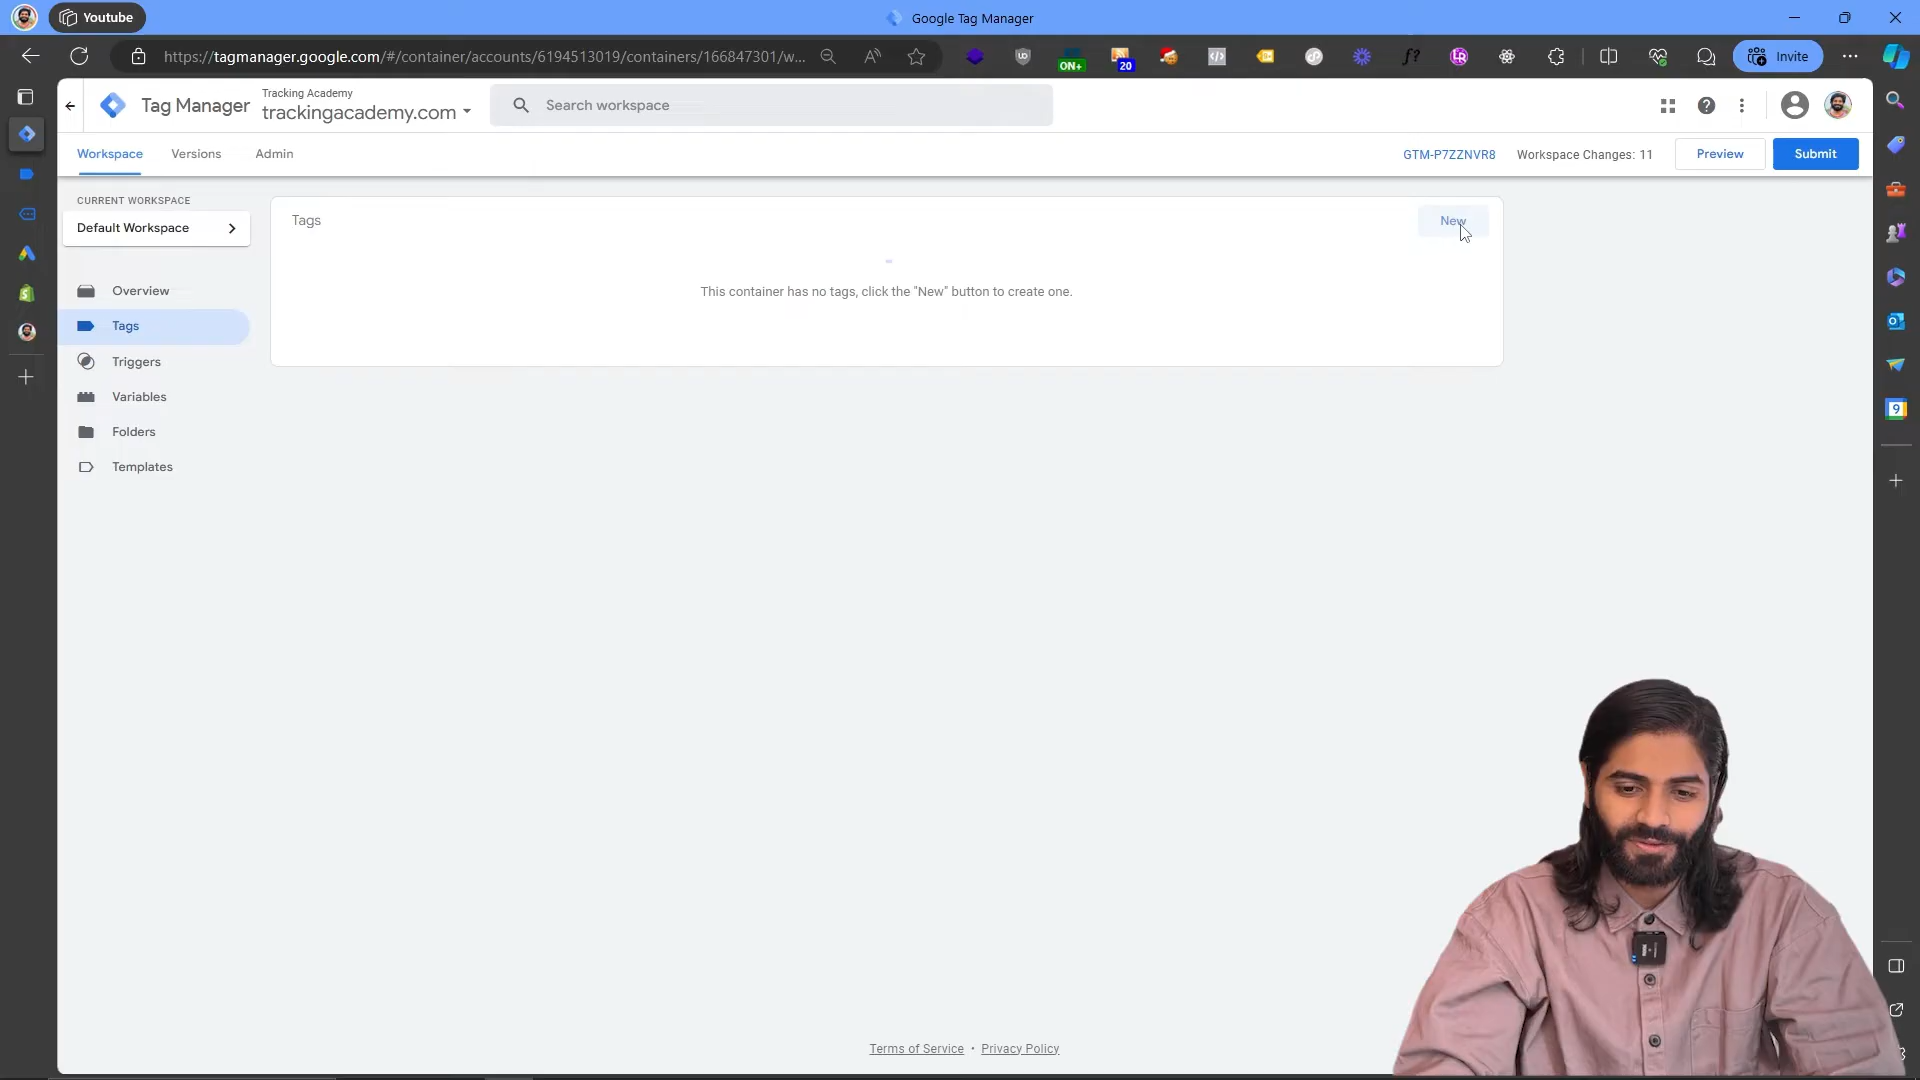 Youtube
Google Tag Manager
https://tagmanager.google.com/#/container/accounts/6194513019/containers/166847301/w...
ON+
20
Invite
Tag Manager
Tracking Academy
trackingacademy.com
Search workspace
Workspace
Versions
Admin
GTM-P7ZZNVR8
Workspace Changes: 11
Preview
Submit
CURRENT WORKSPACE
Default Workspace
Tags
New
This container has no tags, click the "New" button to create one.
Overview
Tags
Triggers
Variables
Folders
Templates
9
Terms of Service • Privacy Policy